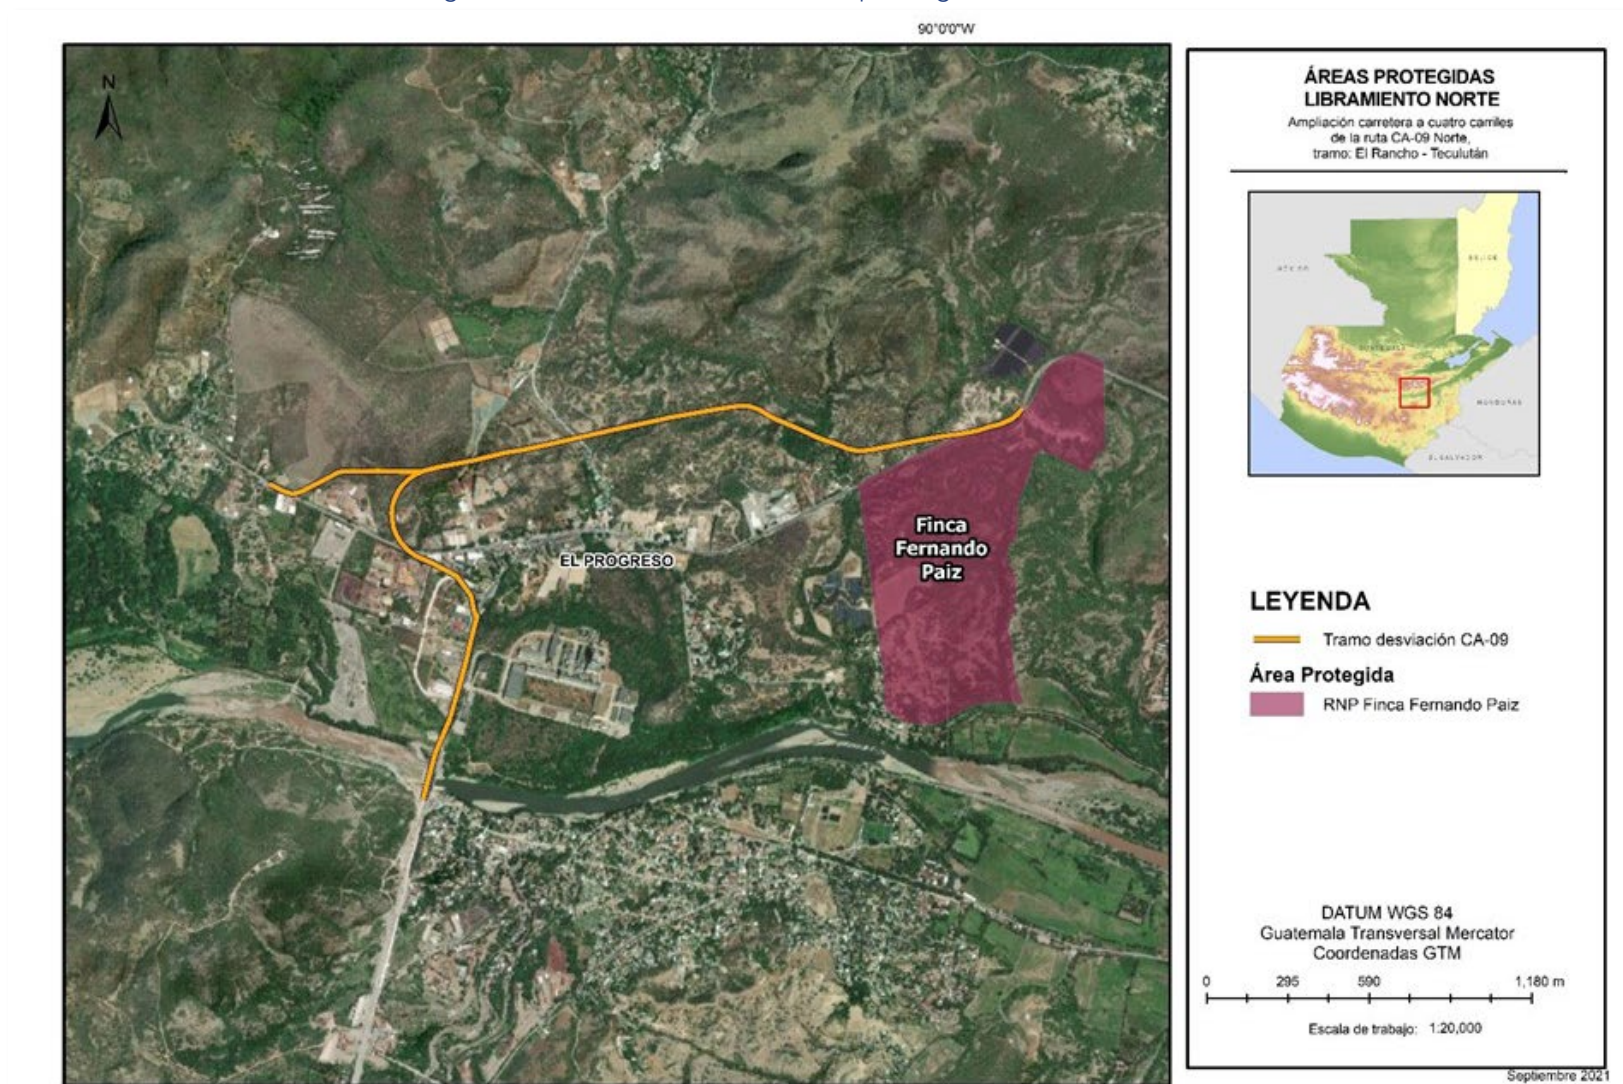 90°0'0"W
N
EL PROGRESO
Finca
Fernando
Paiz
ÁREAS PROTEGIDAS
LIBRAMIENTO NORTE
Ampliación carretera a cuatro carriles
de la ruta CA-09 Norte,
tramo: El Rancho - Teculután
MÉXICO
BELICE
GUATEMALA
HONDURAS
EL SALVADOR
LEYENDA
Tramo desviación CA-09
Área Protegida
RNP Finca Fernando Paiz
DATUM WGS 84
Guatemala Transversal Mercator
Coordenadas GTM
0 295 590 1,180 m
Escala de trabajo: 1:20,000
Septiembre 2021